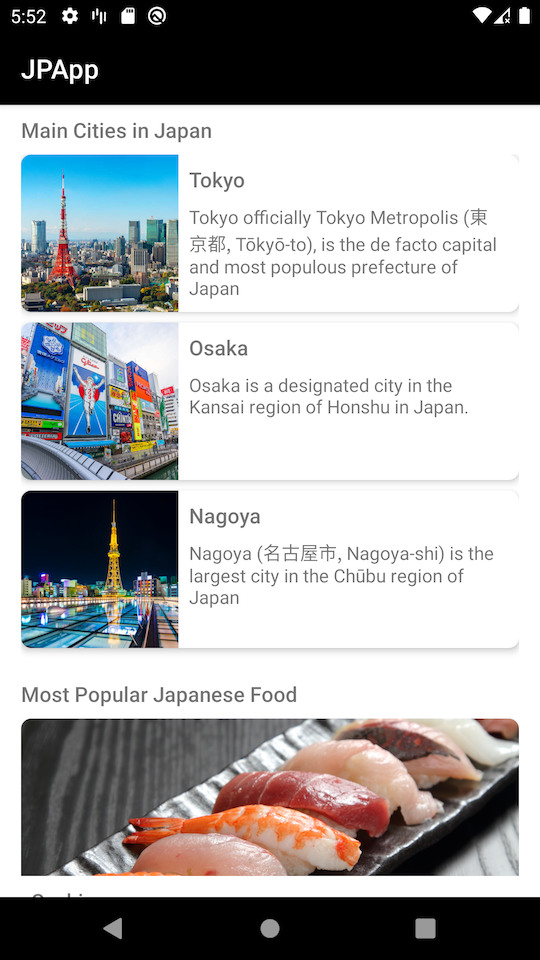 5:52
JPApp
Main Cities in Japan
Tokyo
Tokyo officially Tokyo Metropolis (東
京都, Tōkyō-to), is the de facto capital
and most populous prefecture of
Japan
Osaka
Osaka is a designated city in the
Kansai region of Honshu in Japan.
Nagoya
Nagoya (名古屋市, Nagoya-shi) is the
largest city in the Chūbu region of
Japan
Most Popular Japanese Food